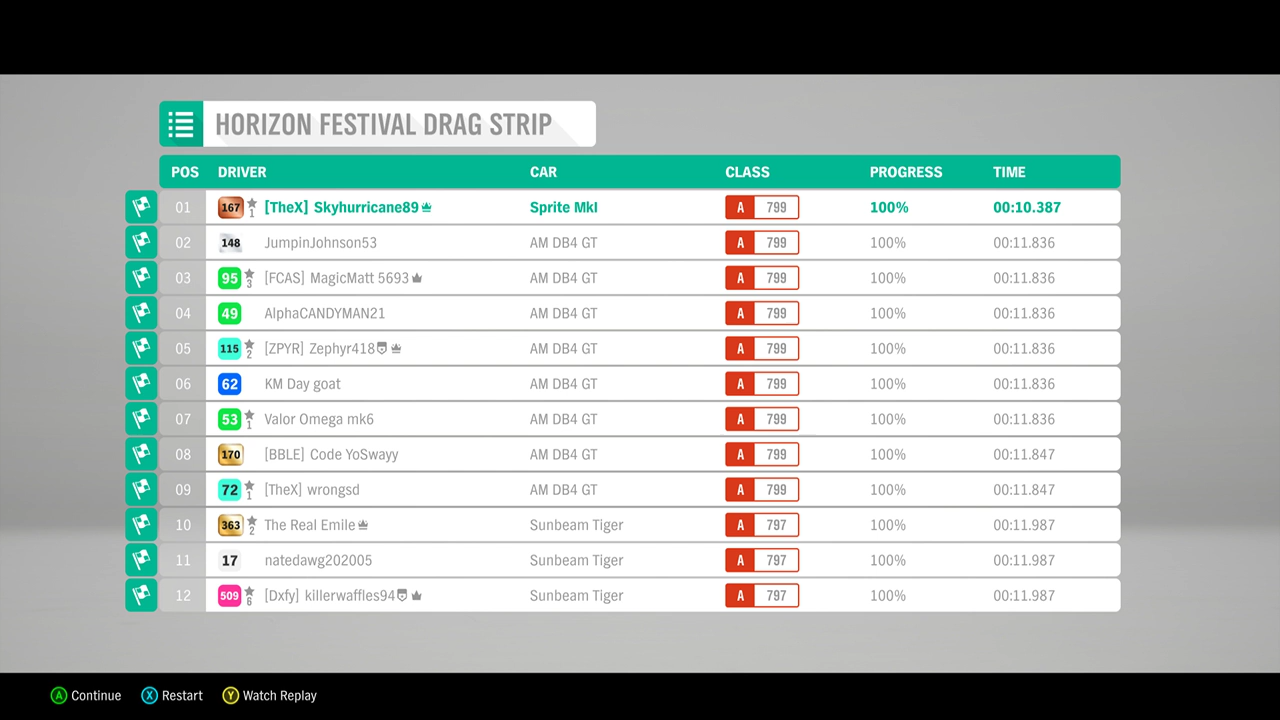 HORIZON FESTIVAL DRAG STRIP
POS DRIVER CAR CLASS PROGRESS TIME
01 167 1 [TheX] Skyhurricane89 Sprite MkI A 799 100% 00:10.387
02 148 JumpinJohnson53 AM DB4 GT A 799 100% 00:11.836
03 95 3 [FCAS] MagicMatt 5693 AM DB4 GT A 799 100% 00:11.836
04 49 AlphaCANDYMAN21 AM DB4 GT A 799 100% 00:11.836
05 115 2 [ZPYR] Zephyr418 AM DB4 GT A 799 100% 00:11.836
06 62 KM Day goat AM DB4 GT A 799 100% 00:11.836
07 53 1 Valor Omega mk6 AM DB4 GT A 799 100% 00:11.836
08 170 [BBLE] Code YoSwayy AM DB4 GT A 799 100% 00:11.847
09 72 1 [TheX] wrongsd AM DB4 GT A 799 100% 00:11.847
10 363 2 The Real Emile Sunbeam Tiger A 797 100% 00:11.987
11 17 natedawg202005 Sunbeam Tiger A 797 100% 00:11.987
12 509 6 [Dxfy] killerwaffles94 Sunbeam Tiger A 797 100% 00:11.987
A Continue X Restart Y Watch Replay